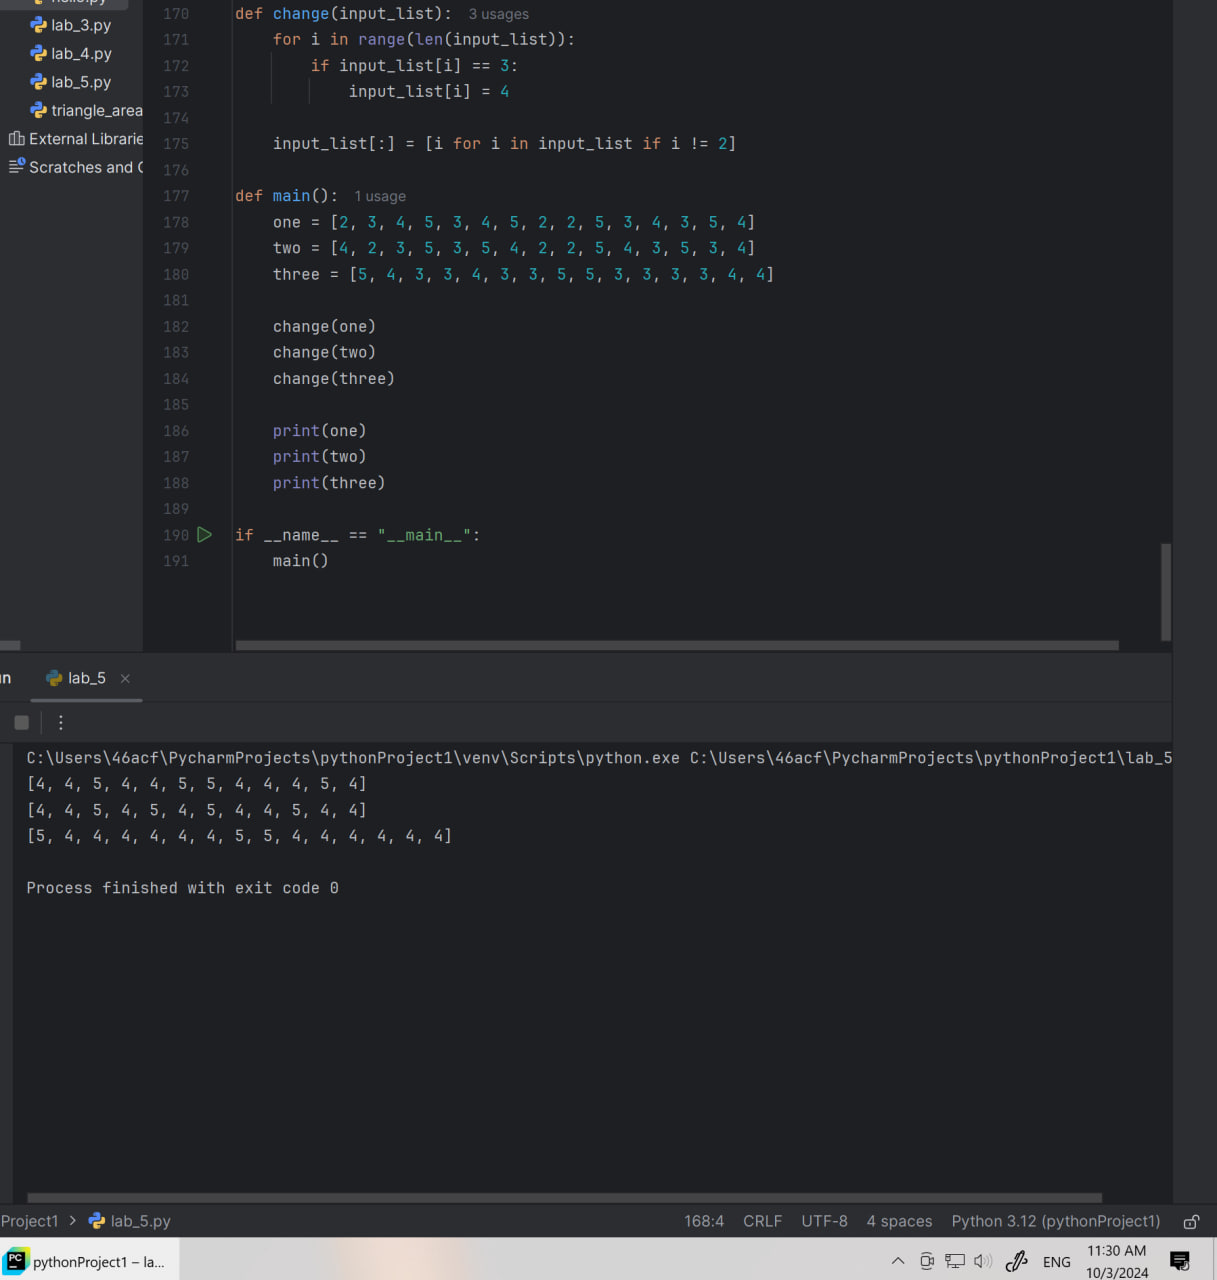 hello.py
lab_3.py
lab_4.py
lab_5.py
triangle_area
External Librarie
Scratches and C
170 def change(input_list): 3 usages
171 for i in range(len(input_list)):
172 if input_list[i] == 3:
173 input_list[i] = 4
174
175 input_list[:] = [i for i in input_list if i != 2]
176
177 def main(): 1 usage
178 one = [2, 3, 4, 5, 3, 4, 5, 2, 2, 5, 3, 4, 3, 5, 4]
179 two = [4, 2, 3, 5, 3, 5, 4, 2, 2, 5, 4, 3, 5, 3, 4]
180 three = [5, 4, 3, 3, 4, 3, 3, 5, 5, 3, 3, 3, 3, 4, 4]
181
182 change(one)
183 change(two)
184 change(three)
185
186 print(one)
187 print(two)
188 print(three)
189
190 if __name__ == "__main__":
191 main()
un lab_5
C:\Users\46acf\PycharmProjects\pythonProject1\venv\Scripts\python.exe C:\Users\46acf\PycharmProjects\pythonProject1\lab_5
[4, 4, 5, 4, 4, 5, 5, 4, 4, 4, 5, 4]
[4, 4, 5, 4, 5, 4, 5, 4, 4, 5, 4, 4]
[5, 4, 4, 4, 4, 4, 4, 5, 5, 4, 4, 4, 4, 4, 4]
Process finished with exit code 0
Project1 > lab_5.py 168:4 CRLF UTF-8 4 spaces Python 3.12 (pythonProject1)
PC pythonProject1 – la... ENG 11:30 AM
10/3/2024